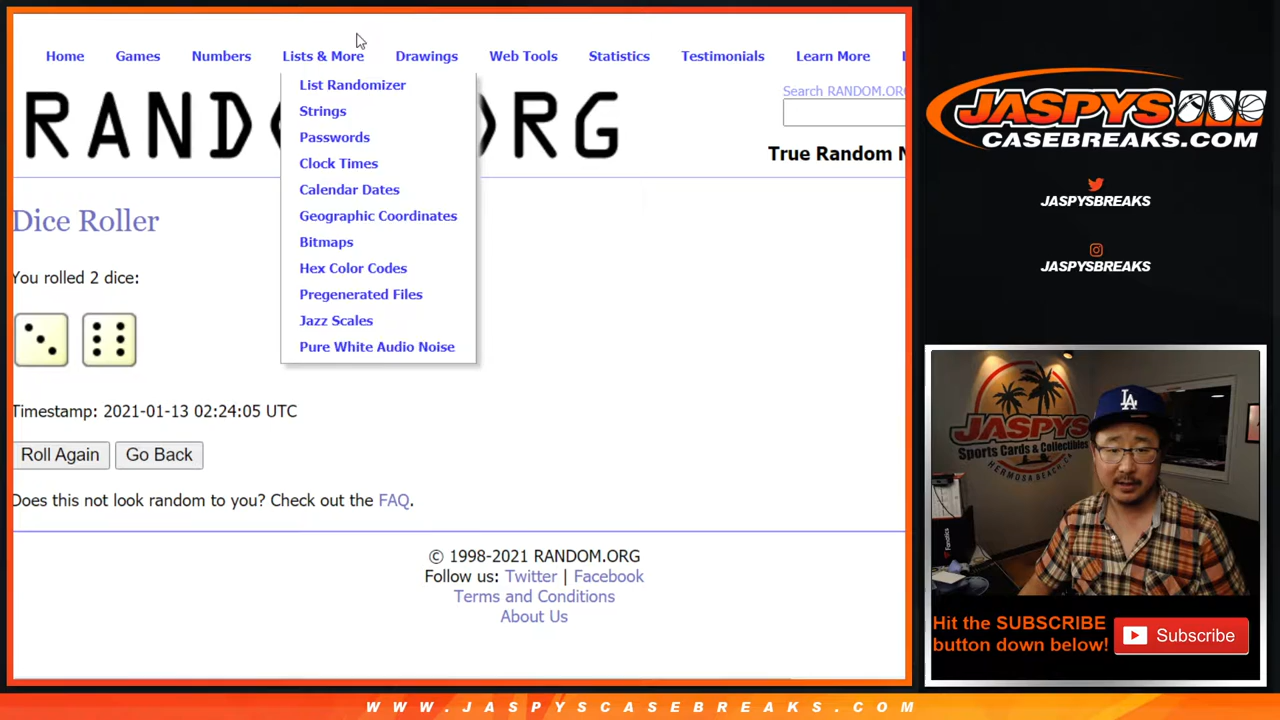 Home Games Numbers Lists & More Drawings Web Tools Statistics Testimonials Learn More
List Randomizer
Strings
Passwords
Clock Times
Calendar Dates
Geographic Coordinates
Bitmaps
Hex Color Codes
Pregenerated Files
Jazz Scales
Pure White Audio Noise
RAND RG
Search RANDOM.ORG
True Random N
Dice Roller
You rolled 2 dice:
Timestamp: 2021-01-13 02:24:05 UTC
Roll Again Go Back
Does this not look random to you? Check out the FAQ.
© 1998-2021 RANDOM.ORG
Follow us: Twitter | Facebook
Terms and Conditions
About Us
JASPYS
CASEBREAKS.COM
JASPYSBREAKS
JASPYSBREAKS
JASPYS
Sports Cards & Collectibles
HERMOSA BEACH, CA
Fanatics
LA
Hit the SUBSCRIBE
button down below!
Subscribe
WWW.JASPYSCASEBREAKS.COM